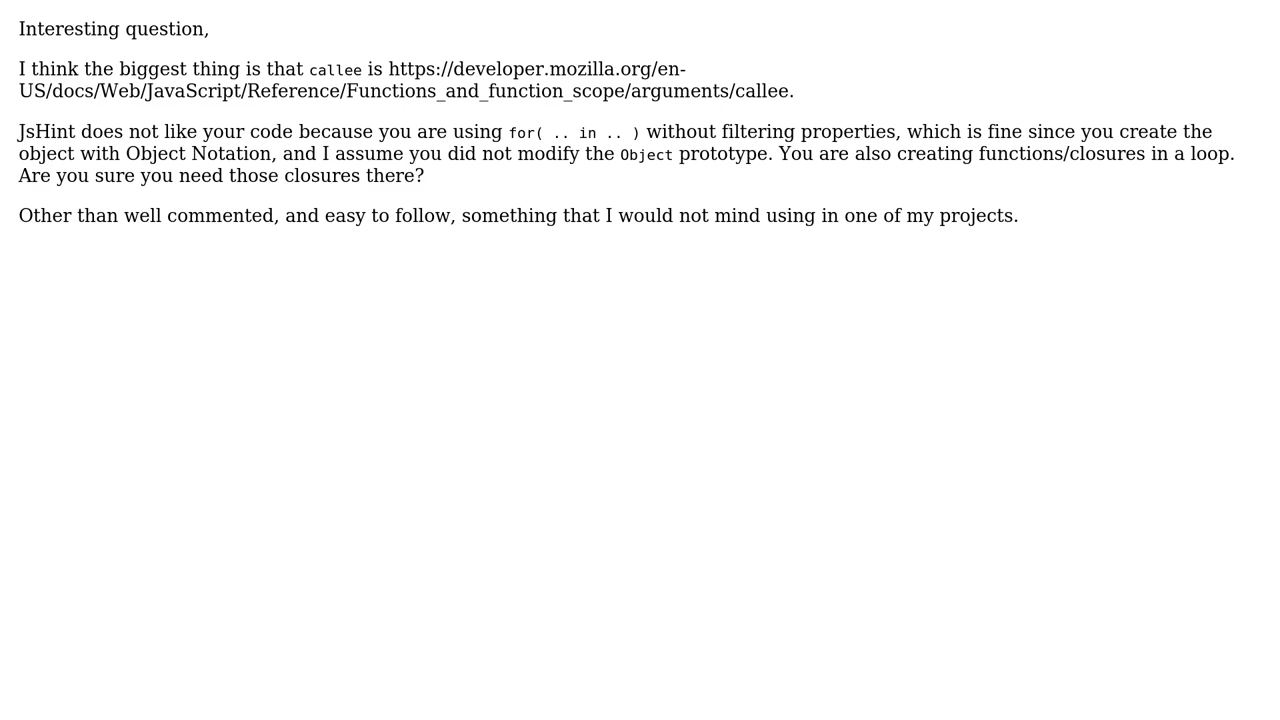 Interesting question,
I think the biggest thing is that callee is https://developer.mozilla.org/en-
US/docs/Web/JavaScript/Reference/Functions_and_function_scope/arguments/callee.
JsHint does not like your code because you are using for( .. in .. ) without filtering properties, which is fine since you create the
object with Object Notation, and I assume you did not modify the Object prototype. You are also creating functions/closures in a loop.
Are you sure you need those closures there?
Other than well commented, and easy to follow, something that I would not mind using in one of my projects.